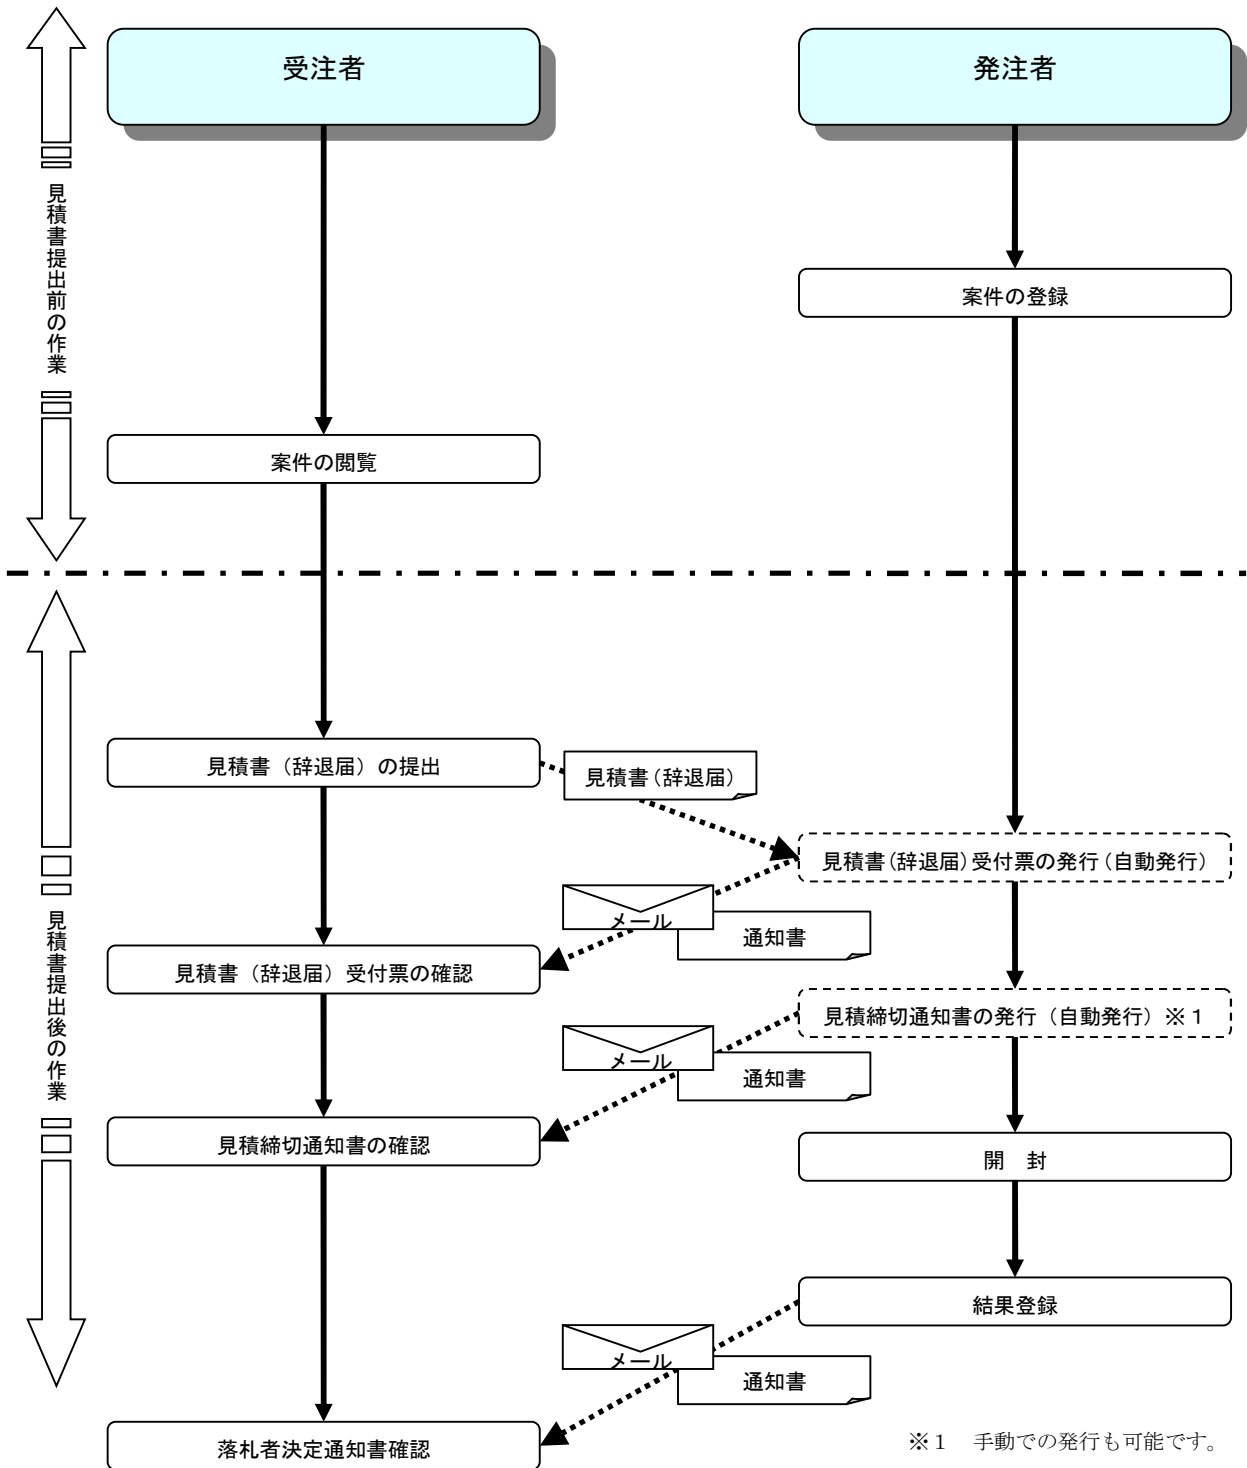 受注者
発注者
見積書提出前の作業
案件の登録
案件の閲覧
見積書提出後の作業
見積書（辞退届）の提出
見積書(辞退届)
見積書(辞退届)受付票の発行(自動発行)
メール
通知書
見積書（辞退届）受付票の確認
見積締切通知書の発行（自動発行）※１
メール
通知書
見積締切通知書の確認
開　封
結果登録
メール
通知書
落札者決定通知書確認
※１　手動での発行も可能です。